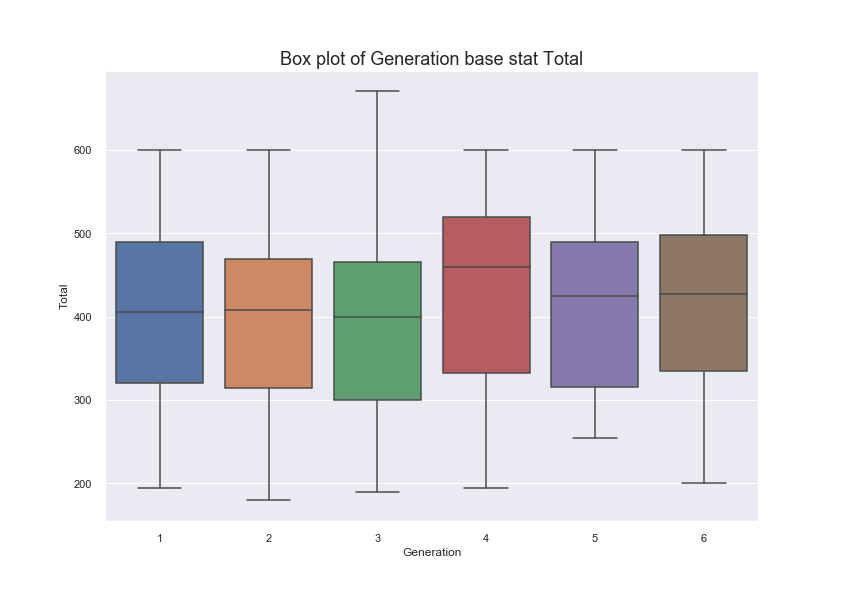 Box plot of Generation base stat Total
Total
600
500
400
300
200
1 2 3 4 5 6
Generation